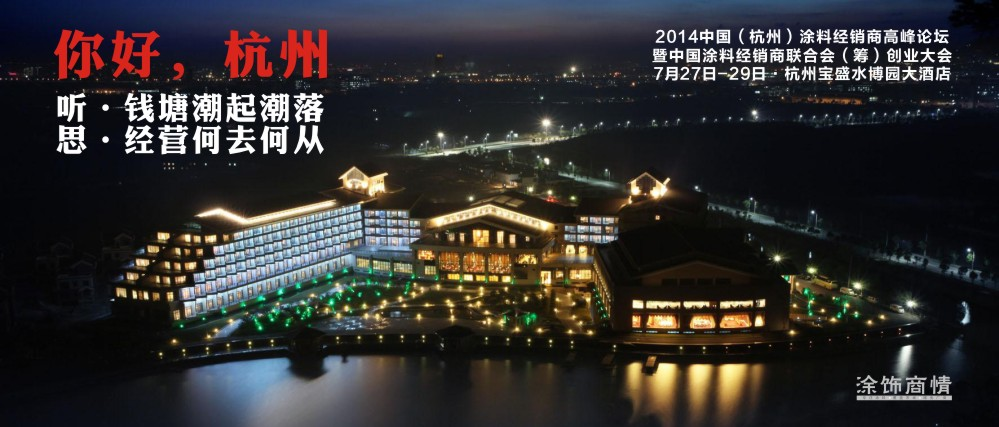 你好，杭州
听·钱塘潮起潮落
思·经营何去何从
2014中国（杭州）涂料经销商高峰论坛
暨中国涂料经销商联合会（筹）创业大会
7月27日-29日·杭州宝盛水博园大酒店
涂饰商情